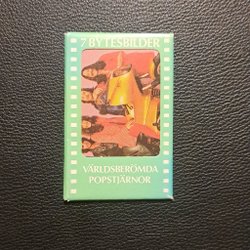 7 BYTESBILDER
VÄRLDSBERÖMDA
POPSTJÄRNOR